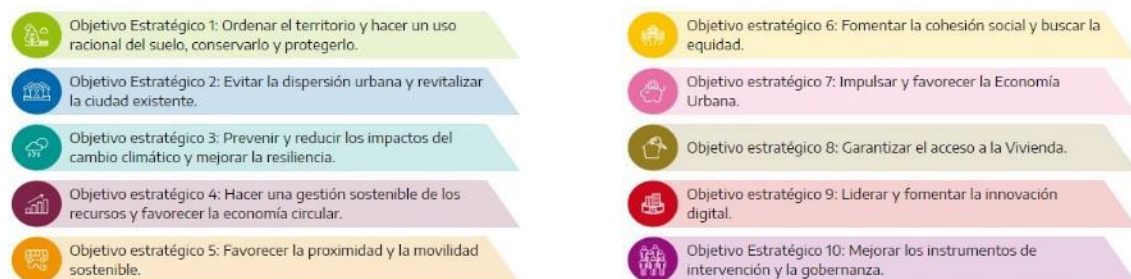 Objetivo Estratégico 1: Ordenar el territorio y hacer un uso
racional del suelo, conservarlo y protegerlo.
Objetivo Estratégico 2: Evitar la dispersión urbana y revitalizar
la ciudad existente.
Objetivo estratégico 3: Prevenir y reducir los impactos del
cambio climático y mejorar la resiliencia.
Objetivo estratégico 4: Hacer una gestión sostenible de los
recursos y favorecer la economía circular.
Objetivo estratégico 5: Favorecer la proximidad y la movilidad
sostenible.
Objetivo estratégico 6: Fomentar la cohesión social y buscar la
equidad.
Objetivo estratégico 7: Impulsar y favorecer la Economía
Urbana.
Objetivo estratégico 8: Garantizar el acceso a la Vivienda.
Objetivo estratégico 9: Liderar y fomentar la innovación
digital.
Objetivo Estratégico 10: Mejorar los instrumentos de
intervención y la gobernanza.